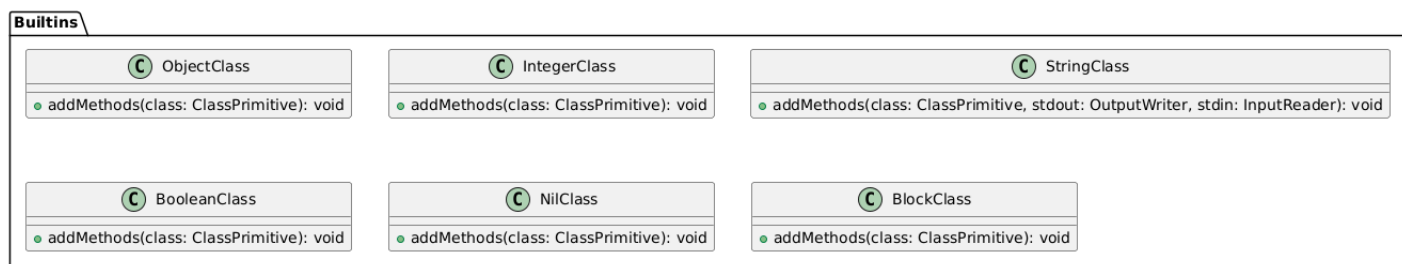 Builtins
C ObjectClass
+ addMethods(class: ClassPrimitive): void
C IntegerClass
+ addMethods(class: ClassPrimitive): void
C StringClass
+ addMethods(class: ClassPrimitive, stdout: OutputWriter, stdin: InputReader): void
C BooleanClass
+ addMethods(class: ClassPrimitive): void
C NilClass
+ addMethods(class: ClassPrimitive): void
C BlockClass
+ addMethods(class: ClassPrimitive): void